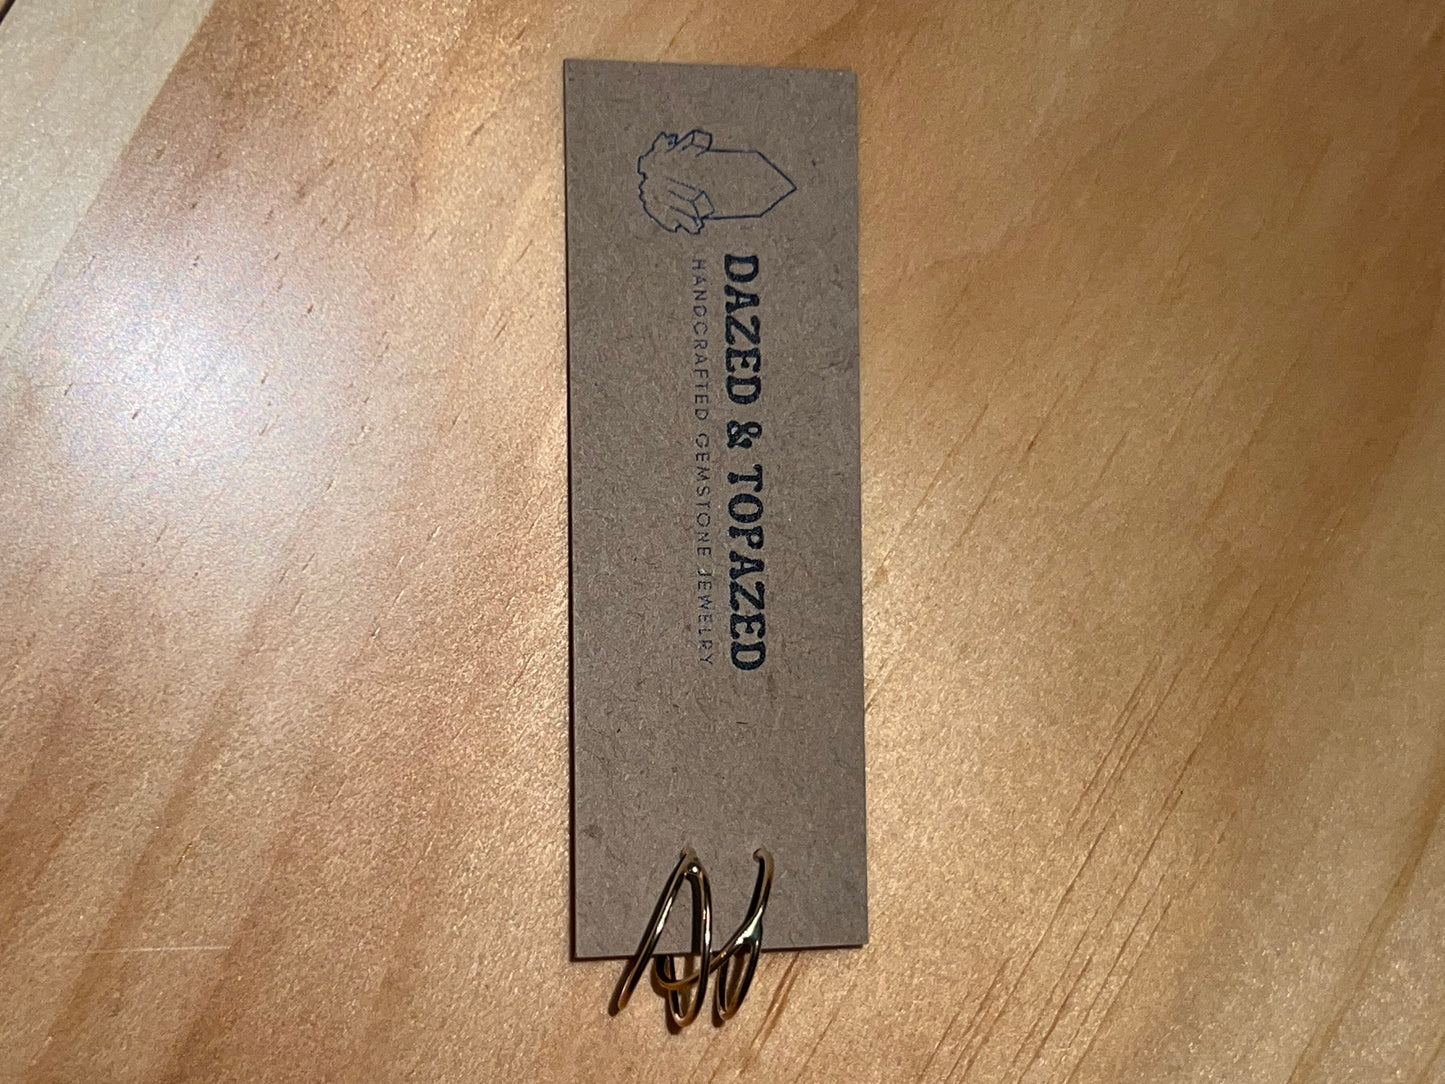 DAZED & TOPAZED
HANDCRAFTED GEMSTONE JEWELRY